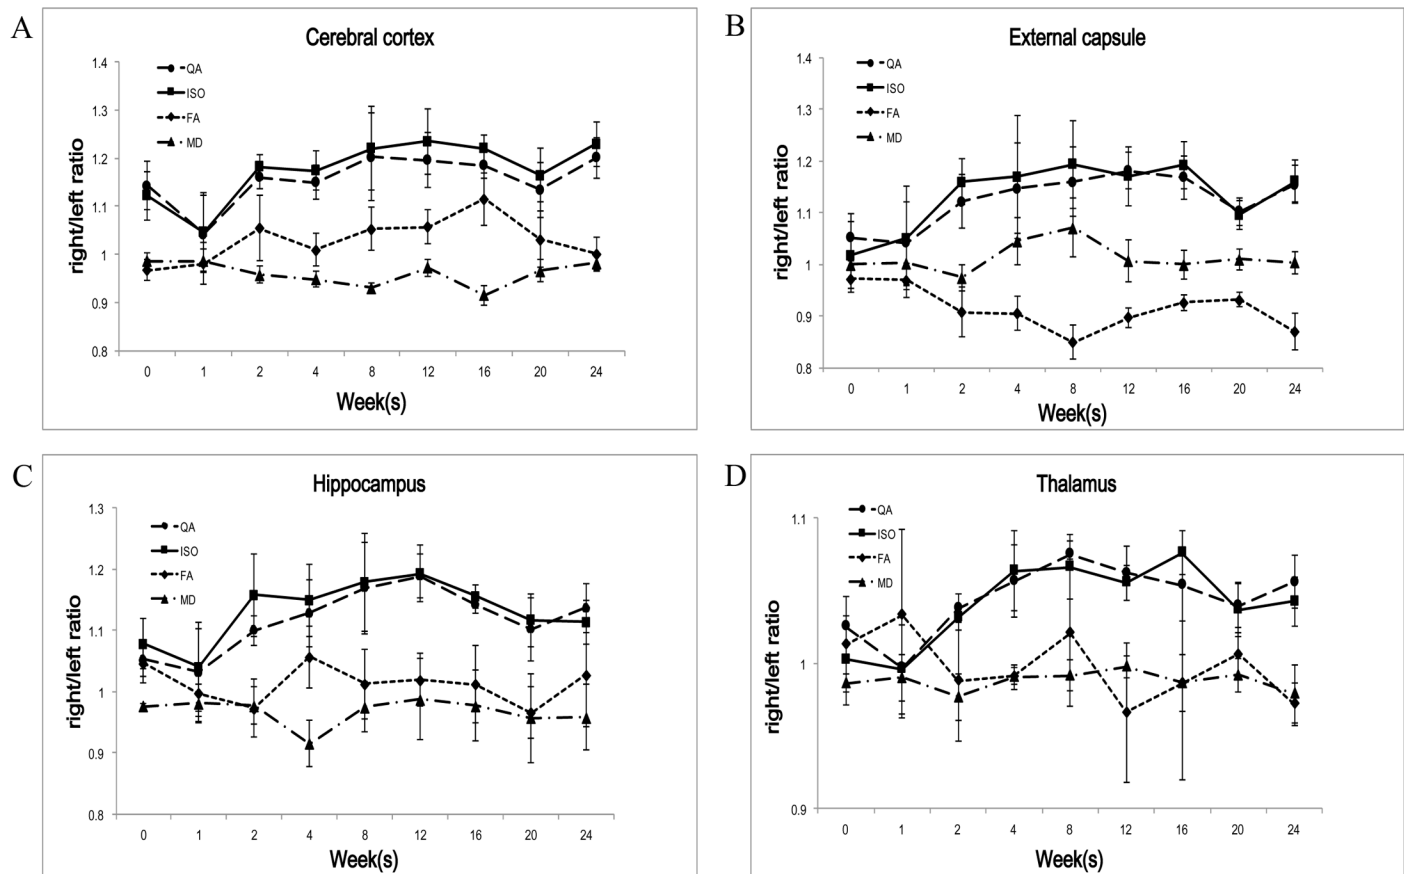 A
Cerebral cortex
QA
ISO
FA
MD
1.4
1.3
1.2
1.1
1
0.9
0.8
right/left ratio
0 1 2 4 8 12 16 20 24
Week(s)
B
External capsule
QA
ISO
FA
MD
1.4
1.3
1.2
1.1
1
0.9
0.8
right/left ratio
0 1 2 4 8 12 16 20 24
Week(s)
C
Hippocampus
QA
ISO
FA
MD
1.3
1.2
1.1
1
0.9
0.8
right/left ratio
0 1 2 4 8 12 16 20 24
Week(s)
D
Thalamus
QA
ISO
FA
MD
1.1
1
0.9
right/left ratio
0 1 2 4 8 12 16 20 24
Week(s)